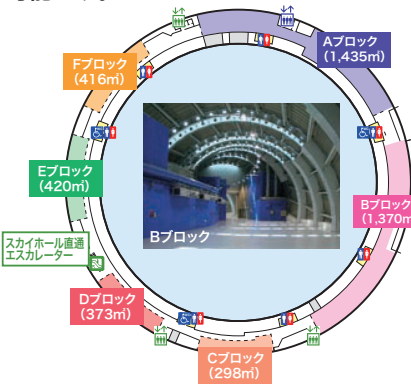 Aブロック
(1,435㎡)
Fブロック
(416㎡)
Eブロック
(420㎡)
Bブロック
Bブロック
(1,370㎡
スカイホール直通
エスカレーター
Dブロック
(373㎡)
Cブロック
(298㎡)